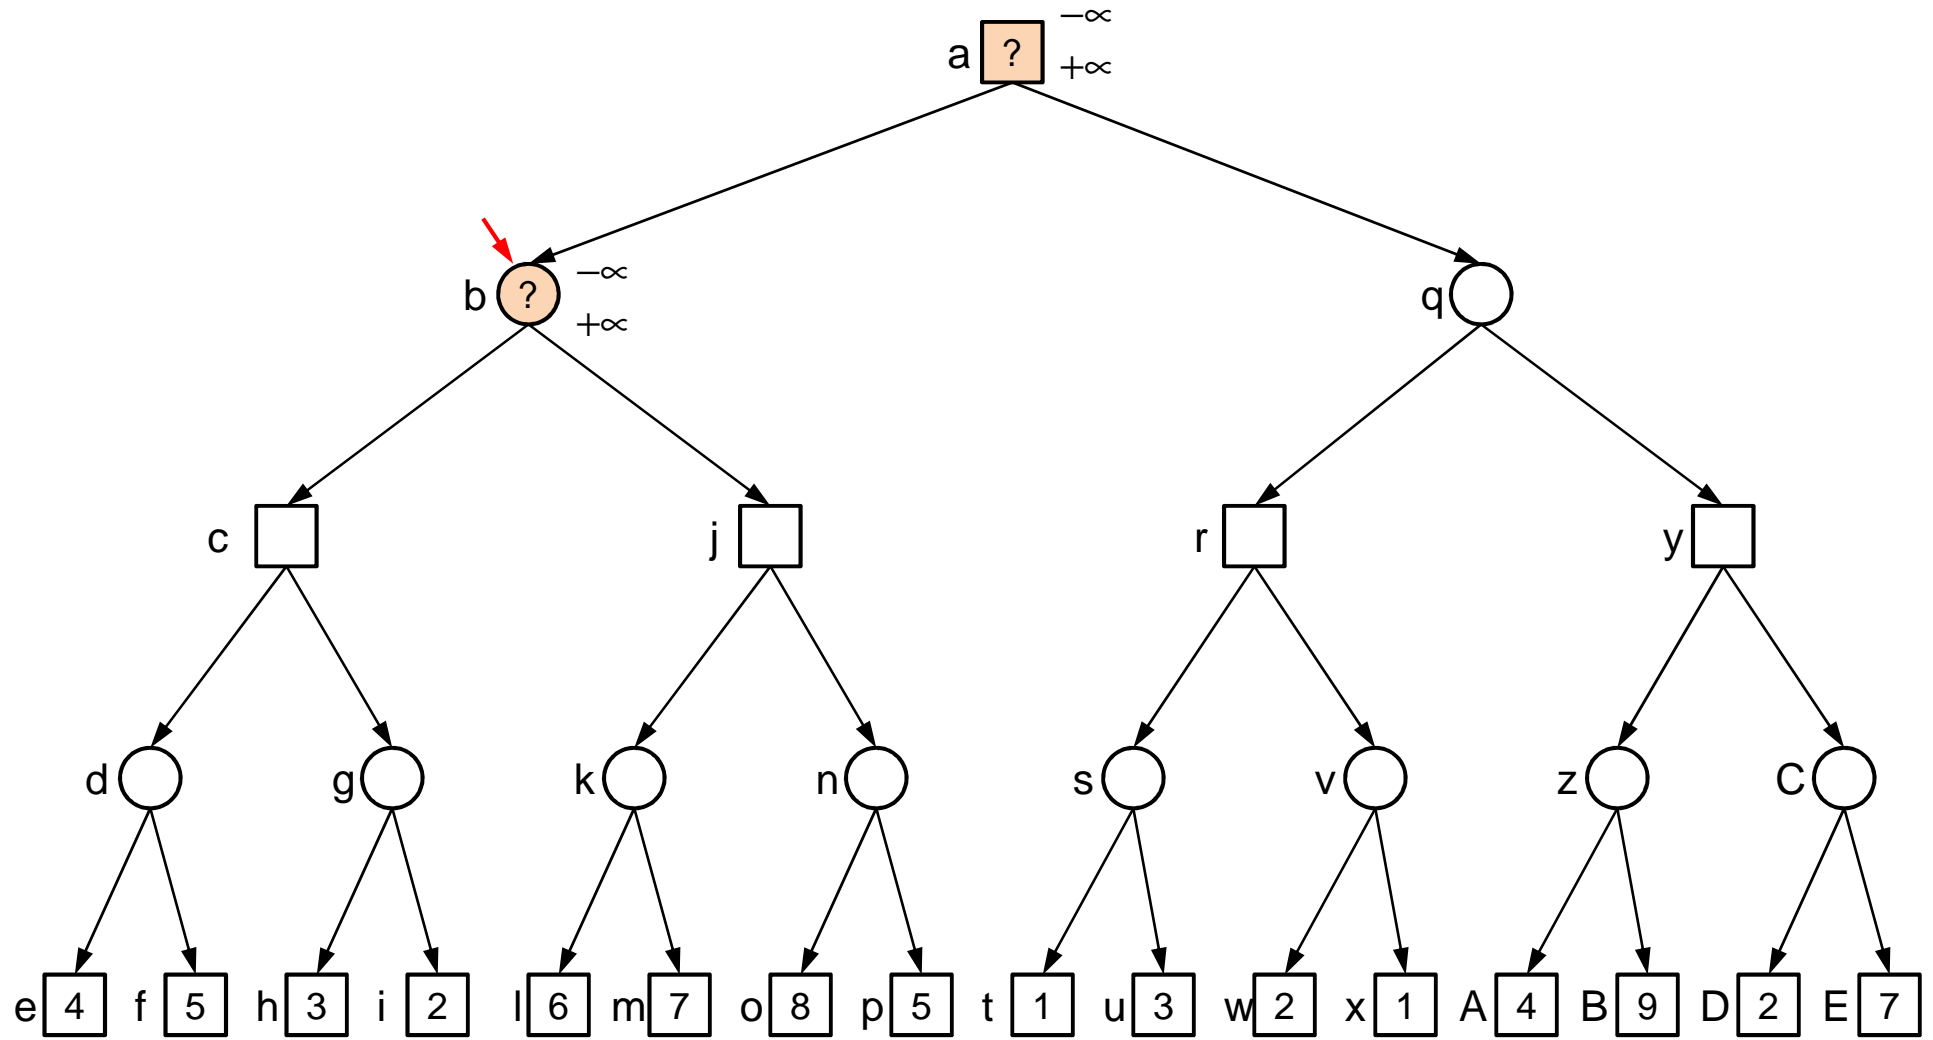 −∝
a ?
+∝
−∝
b ?
q
+∝
c
j
r
y
d
g
k
n
s
v
z
C
e 4
f 5
h 3
i 2
l 6
m 7
o 8
p 5
t 1
u 3
w 2
x 1
A 4
B 9
D 2
E 7